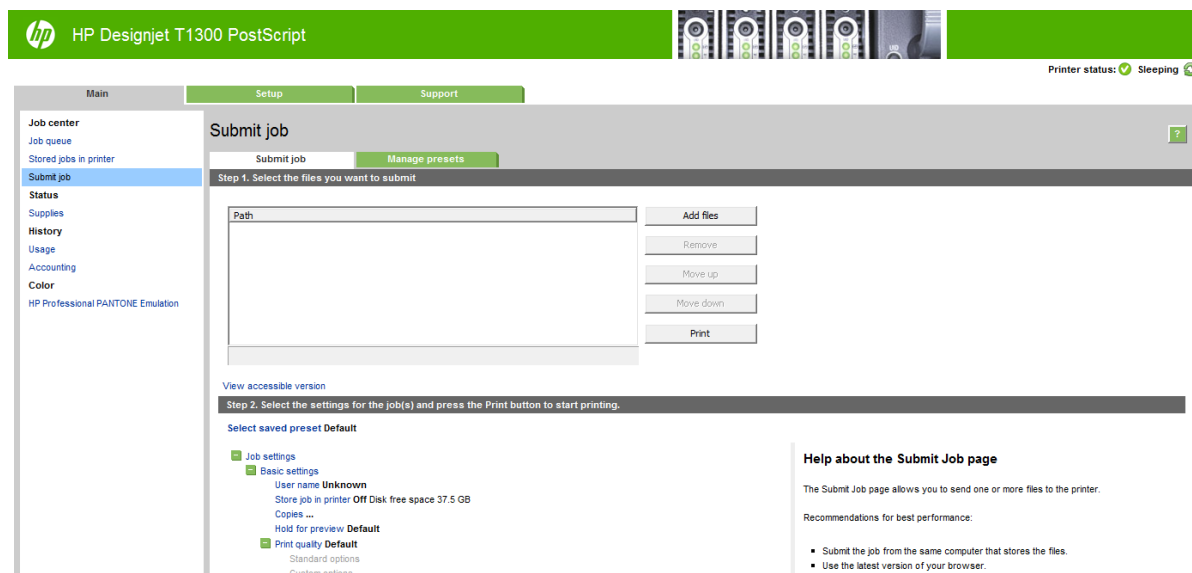 hp HP Designjet T1300 PostScript
UID
Printer status: Sleeping
Main Setup Support
Job center
Job queue
Stored jobs in printer
Submit job
Status
Supplies
History
Usage
Accounting
Color
HP Professional PANTONE Emulation
Submit job
?
Submit job Manage presets
Step 1. Select the files you want to submit
Path
Add files
Remove
Move up
Move down
Print
View accessible version
Step 2. Select the settings for the job(s) and press the Print button to start printing.
Select saved preset Default
Job settings
Basic settings
User name Unknown
Store job in printer Off Disk free space 37.5 GB
Copies ...
Hold for preview Default
Print quality Default
Standard options
Custom options
Help about the Submit Job page
The Submit Job page allows you to send one or more files to the printer.
Recommendations for best performance:
Submit the job from the same computer that stores the files.
Use the latest version of your browser.